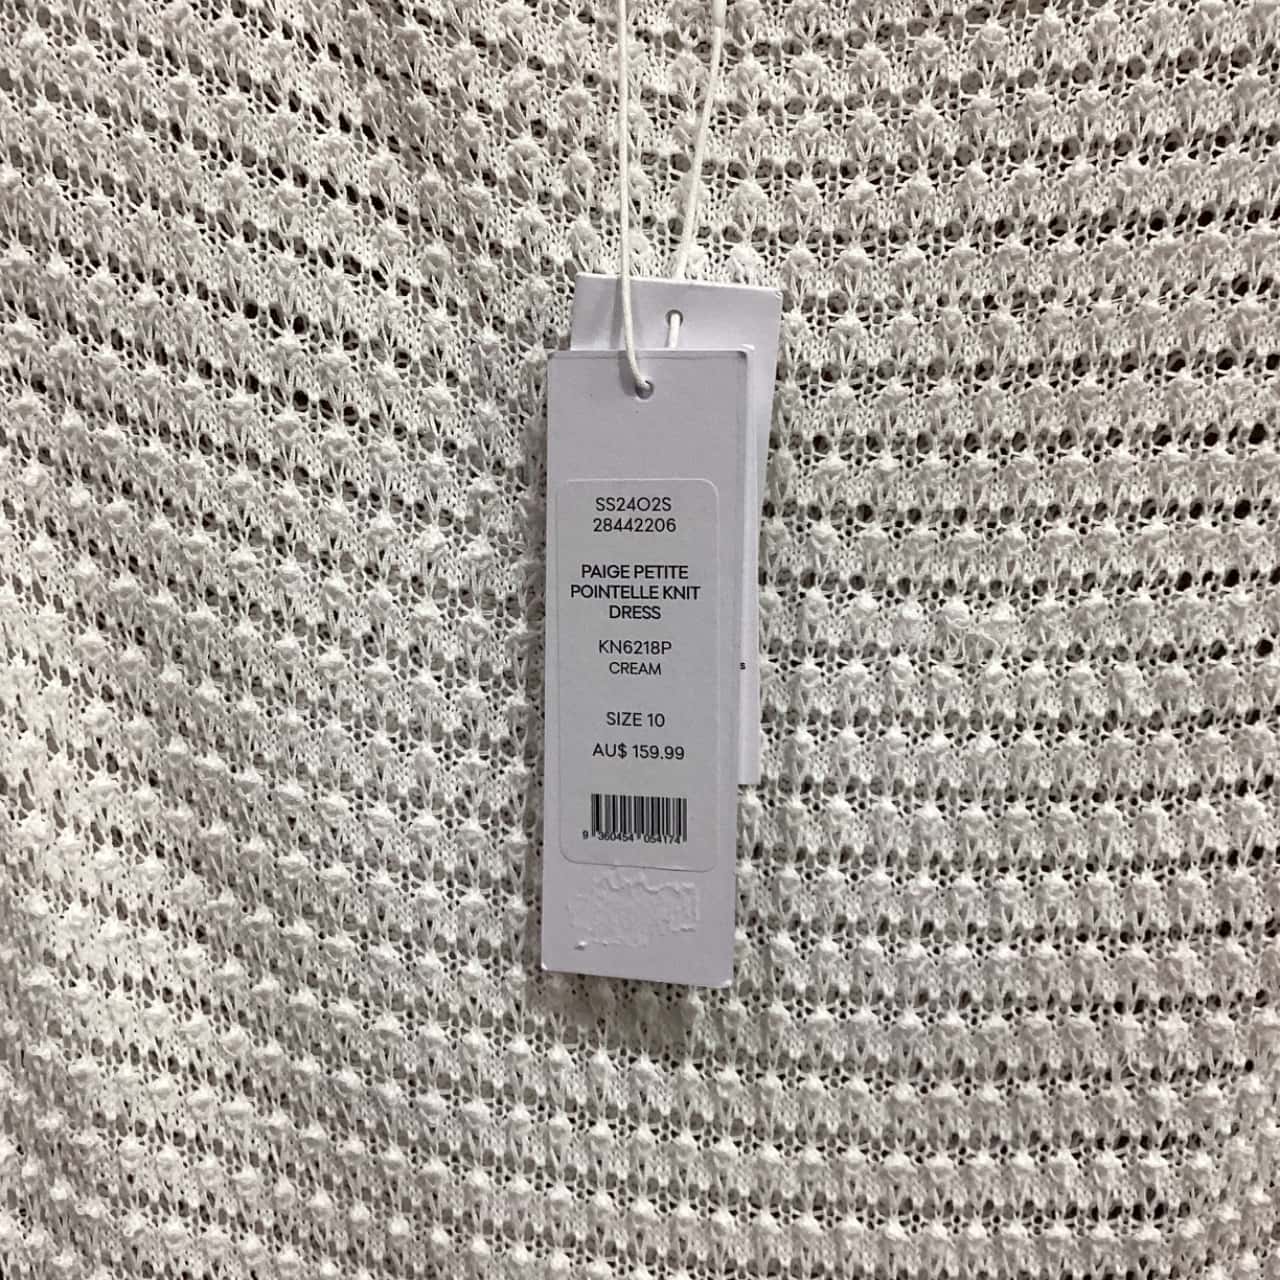 SS24O2S
28442206
PAIGE PETITE
POINTELLE KNIT
DRESS
KN6218P
CREAM
SIZE 10
AU$ 159.99
9 360454 054174
s